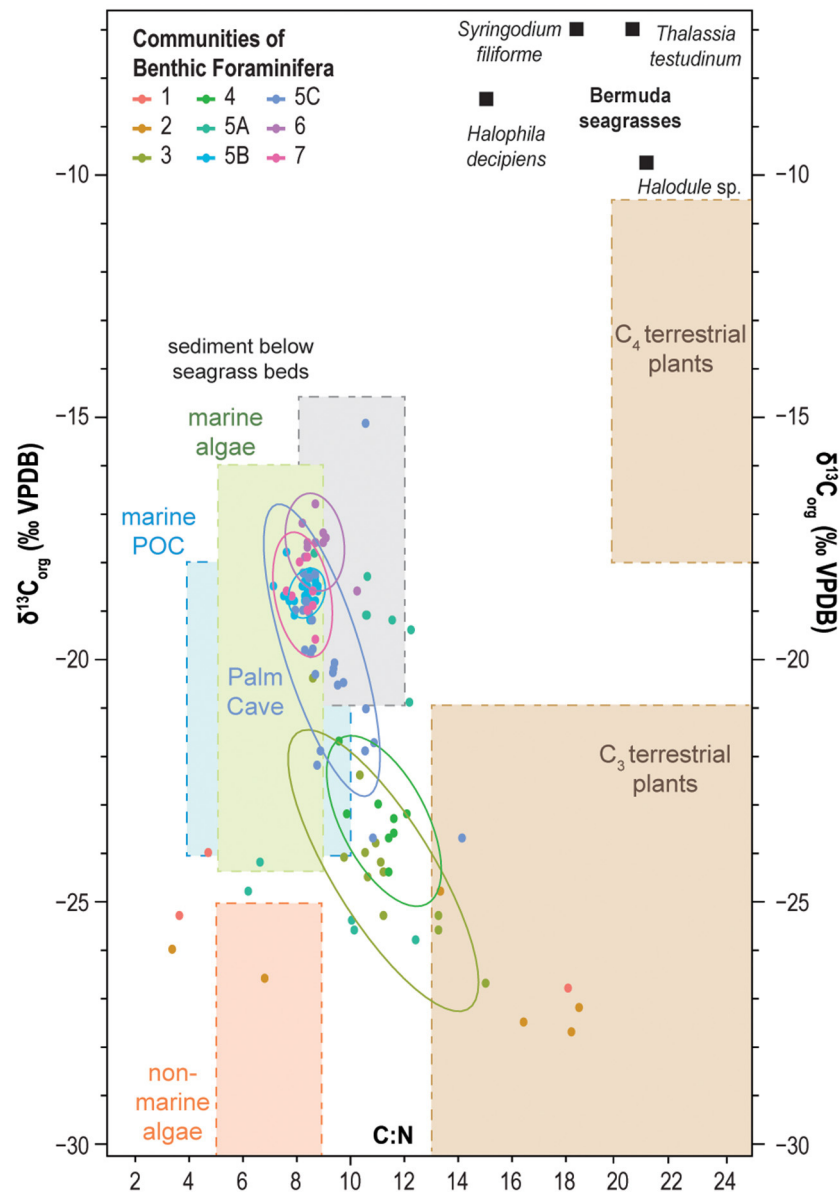 Communities of
Benthic Foraminifera
1 4 5C
2 5A 6
3 5B 7
Syringodium
filiforme
Thalassia
testudinum
Halophila
decipiens
Bermuda
seagrasses
Halodule sp.
C4 terrestrial
plants
sediment below
seagrass beds
marine
algae
marine
POC
Palm
Cave
C3 terrestrial
plants
non-
marine
algae
C:N
δ13Corg (‰ VPDB)
−10
−15
−20
−25
−30
δ13Corg (‰ VPDB)
−10
−15
−20
−25
−30
2 4 6 8 10 12 14 16 18 20 22 24